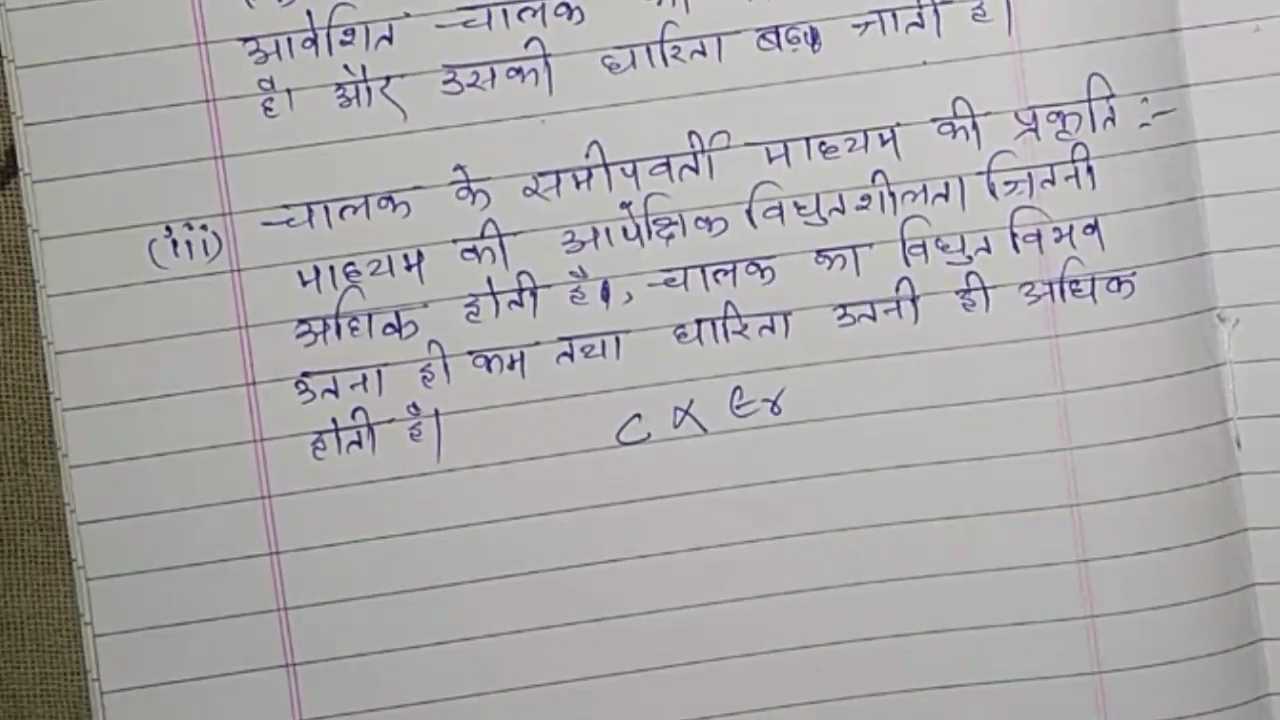 आवेशित चालक
है। और उसकी धारिता बढ़ जाती है।
(iii) चालक के समीपवर्ती माध्यम की प्रकृति :-
माध्यम की आपेक्षिक विधुतशीलता जितनी
अधिक होती है, चालक का विधुत विभव
उतना ही कम तथा धारिता उतनी ही अधिक
होती है। C ∝ Er